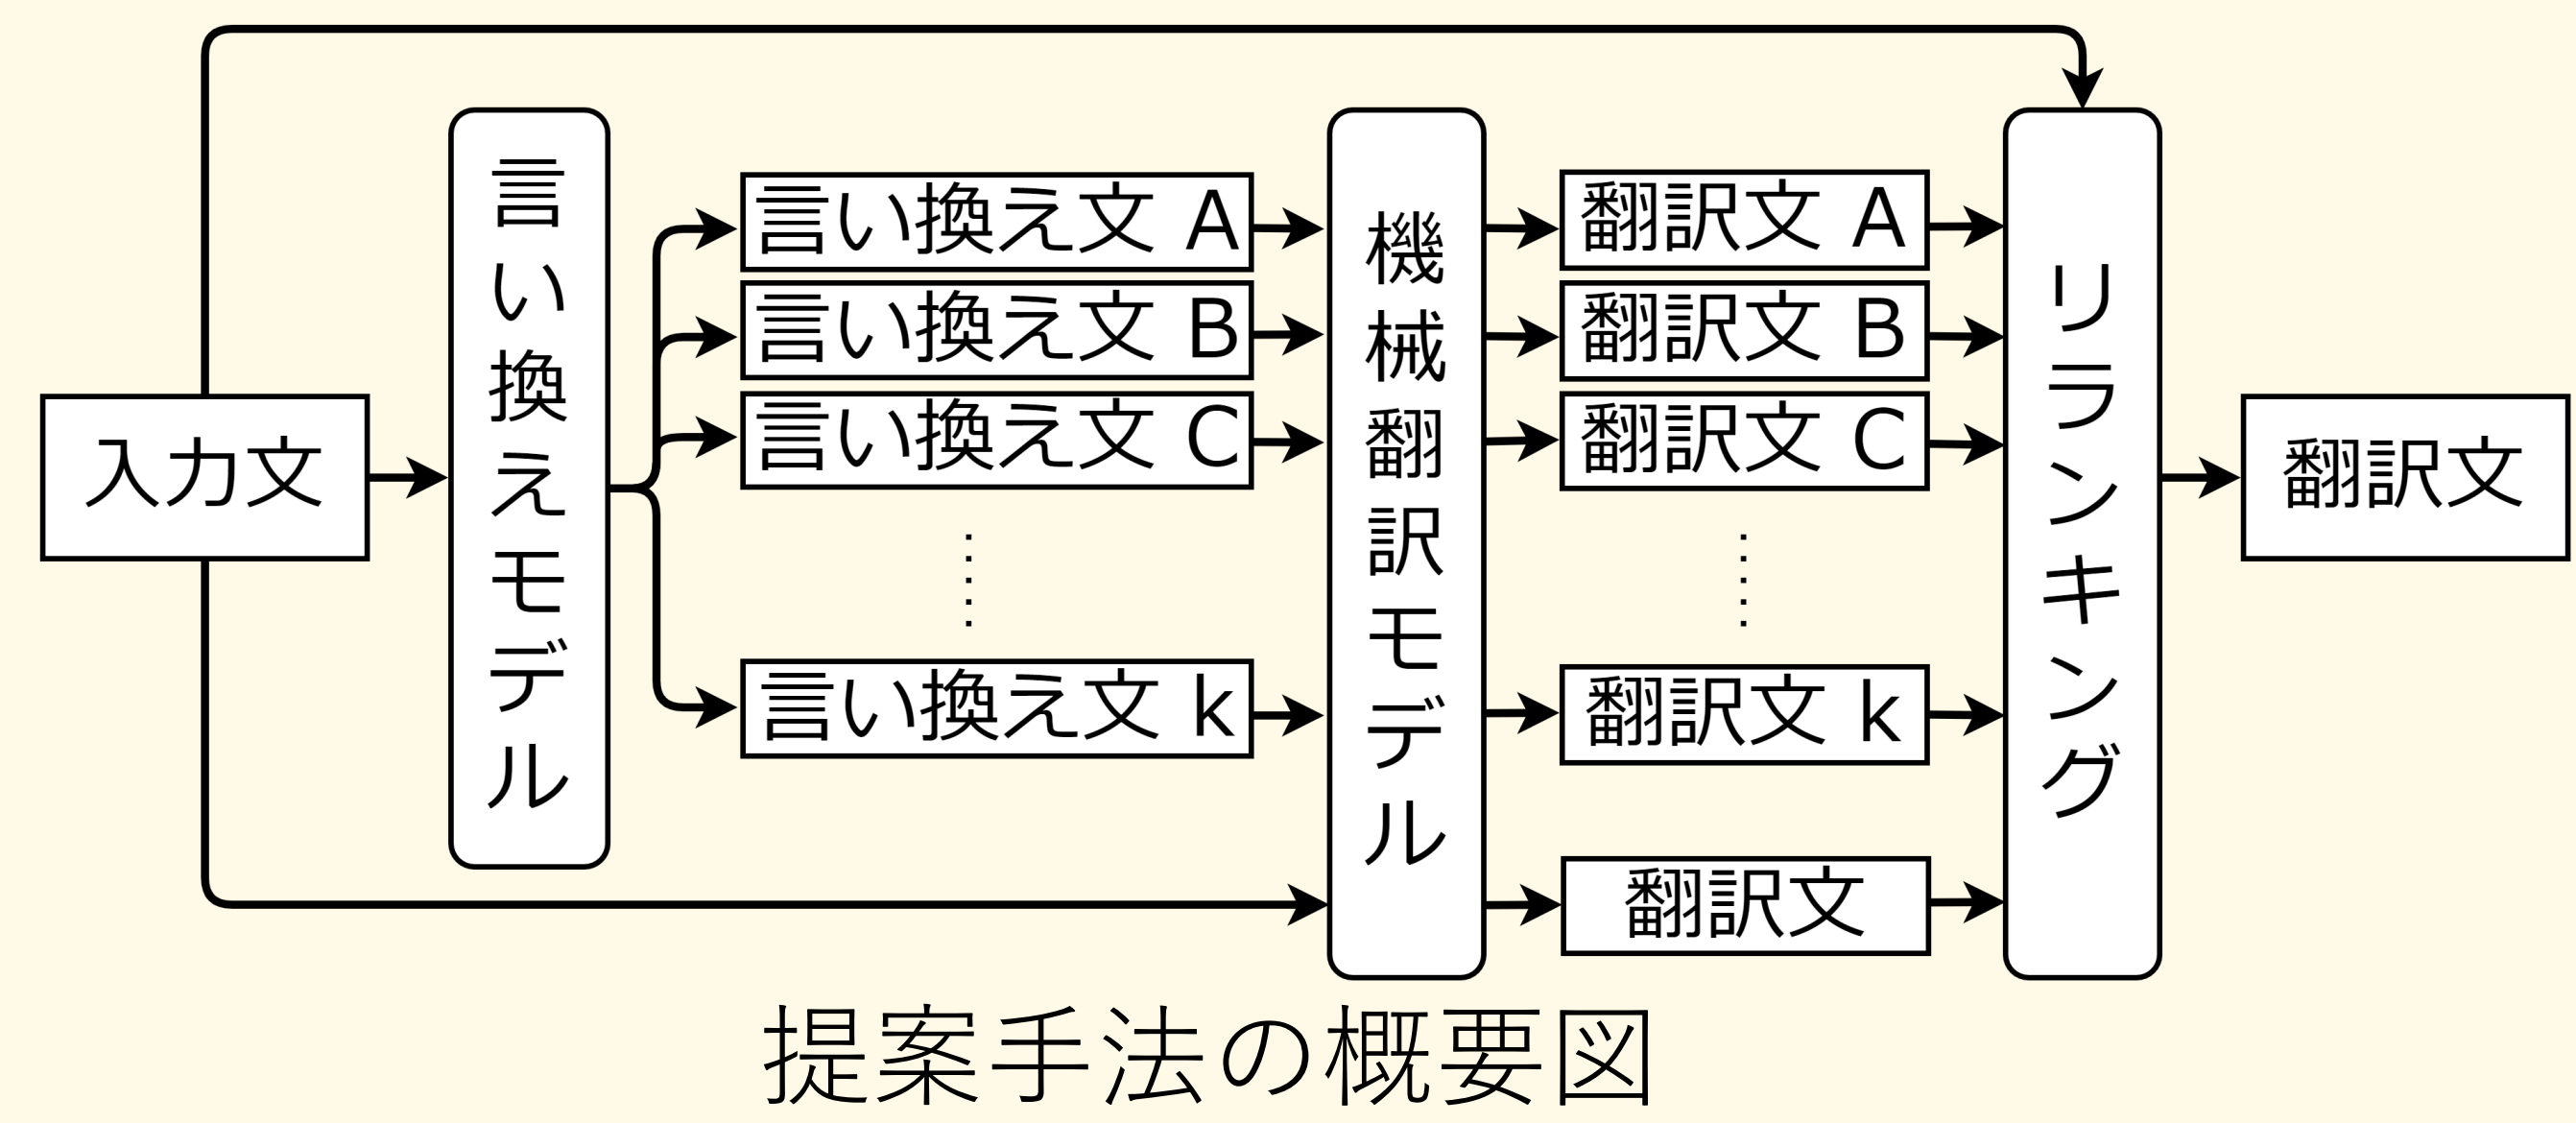 入力文
言い換えモデル
言い換え文 A
言い換え文 B
言い換え文 C
言い換え文 k
機械翻訳モデル
翻訳文 A
翻訳文 B
翻訳文 C
翻訳文 k
翻訳文
リランキング
翻訳文
提案手法の概要図